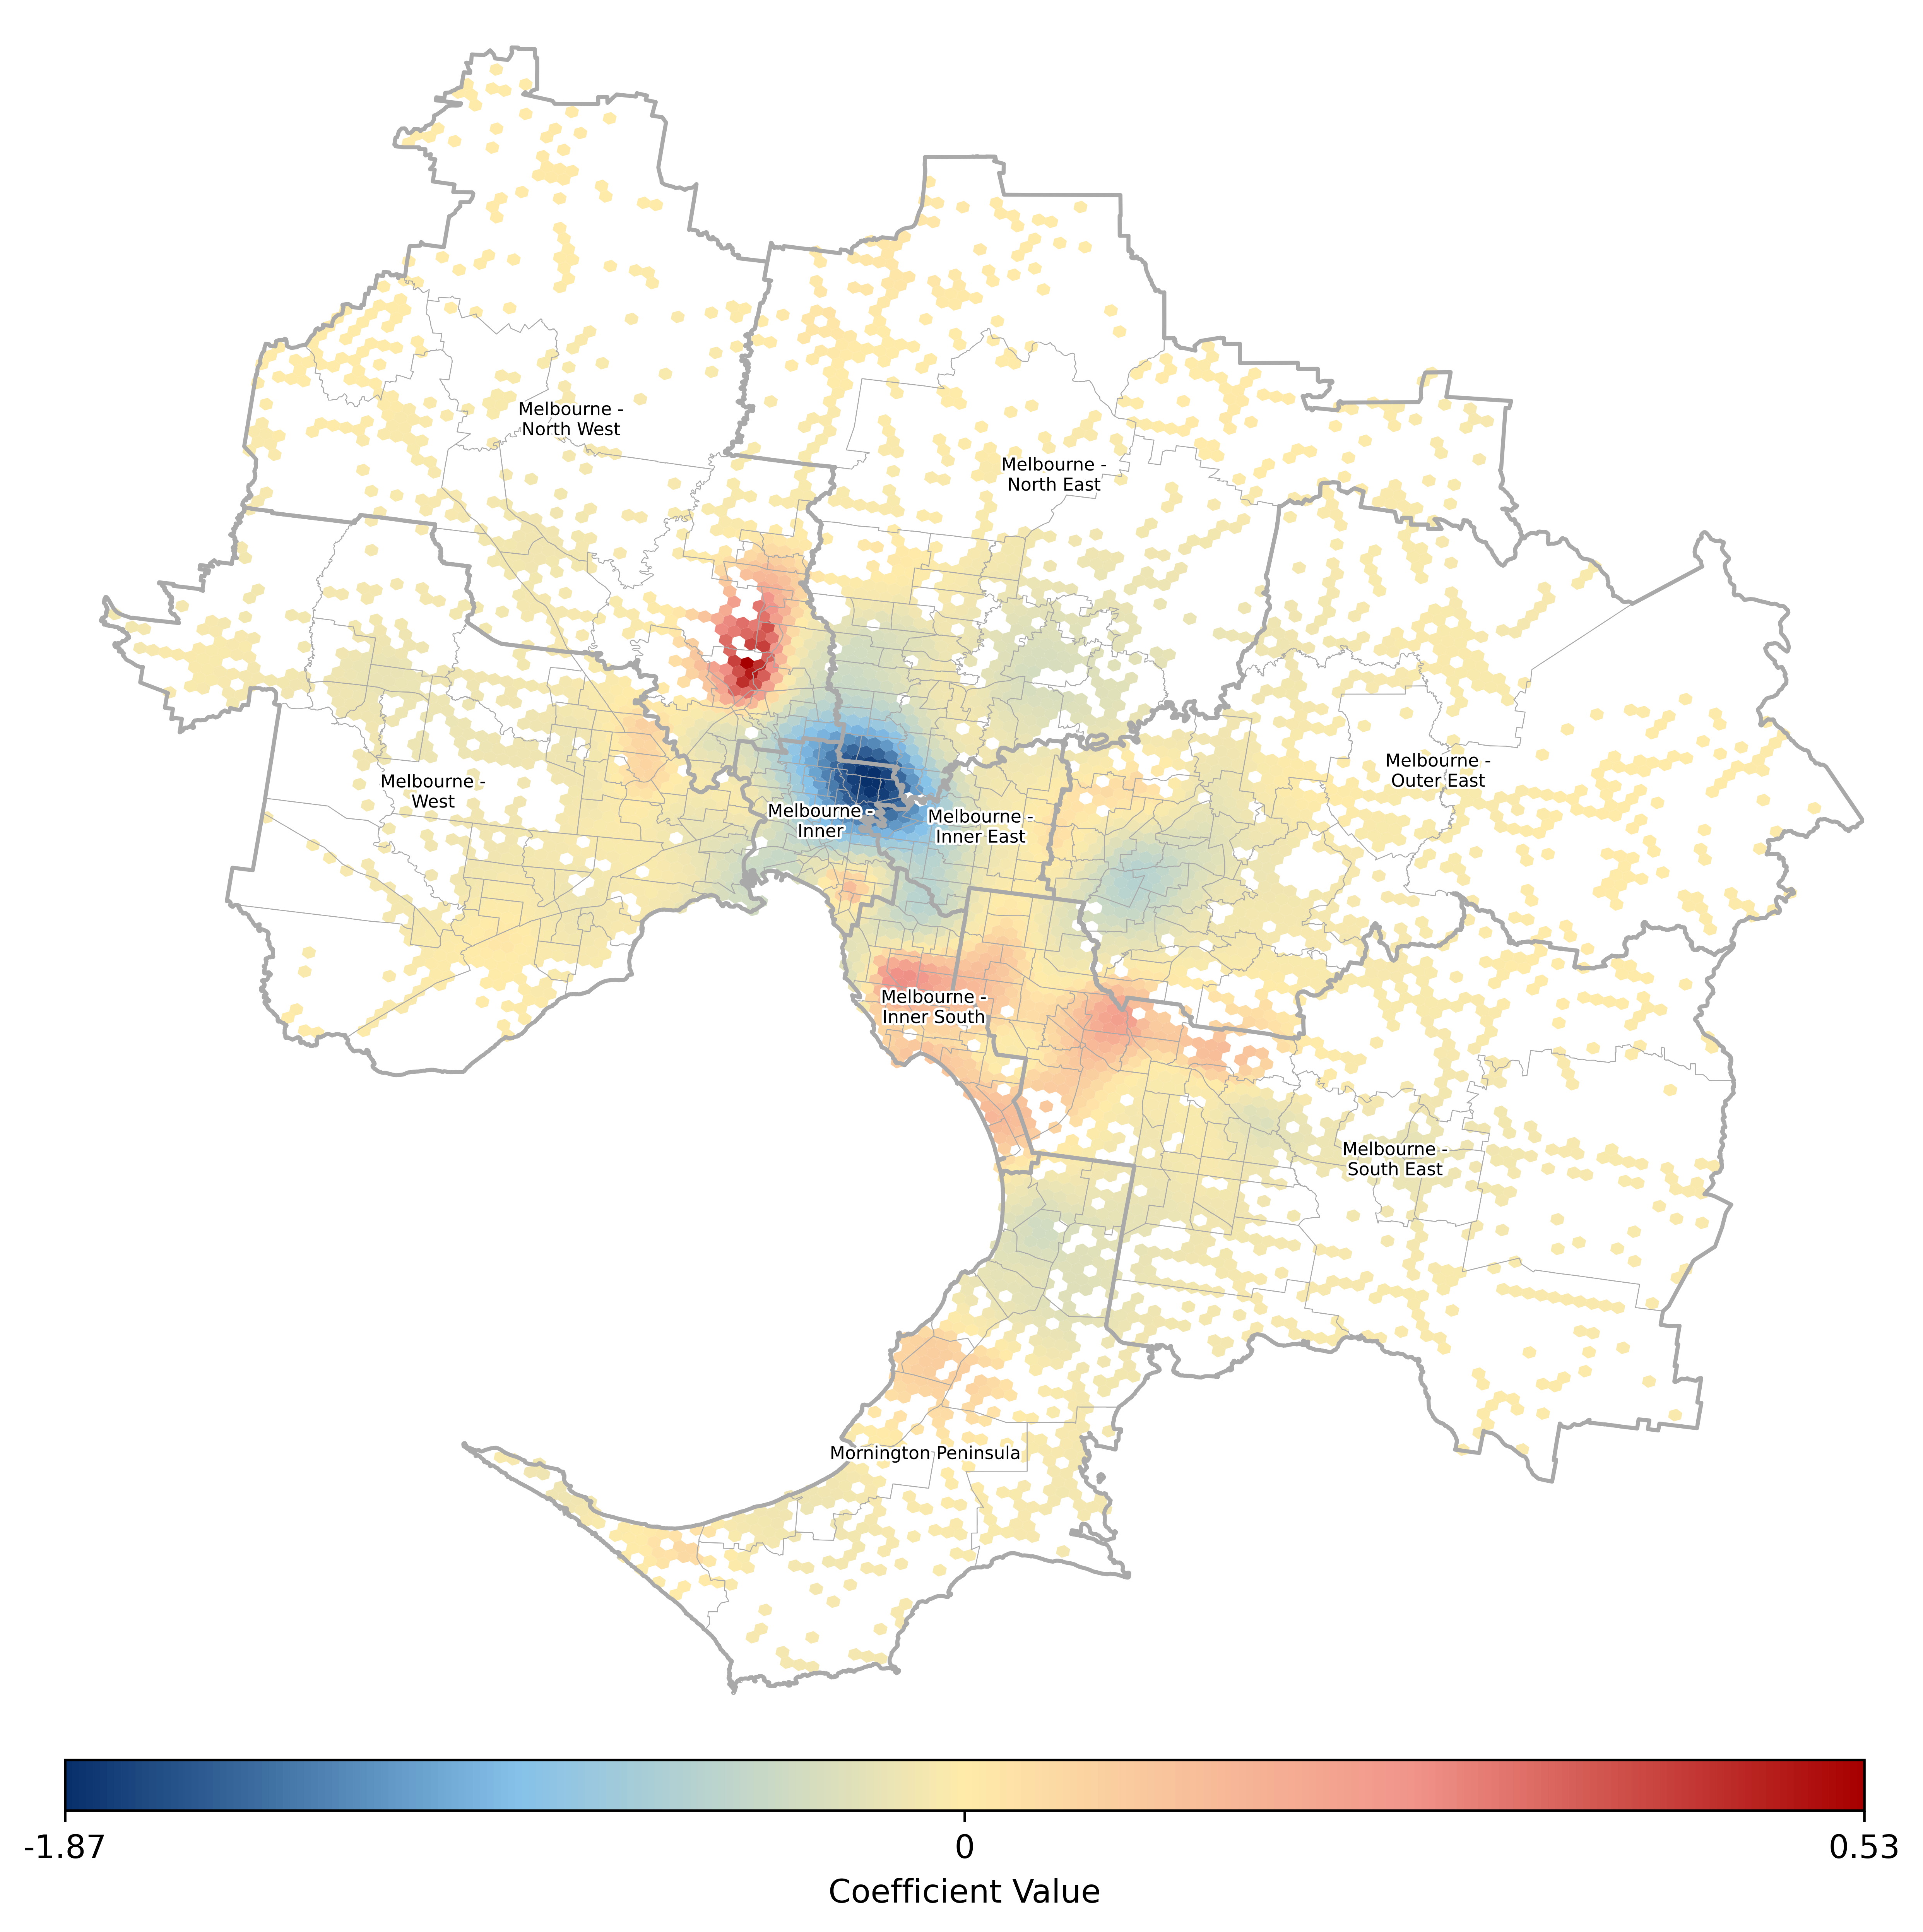 Melbourne -
North West
Melbourne -
North East
Melbourne -
Outer East
Melbourne -
West
Melbourne -
Inner
Melbourne -
Inner East
Melbourne -
Inner South
Melbourne -
South East
Mornington Peninsula
-1.87
0
0.53
Coefficient Value